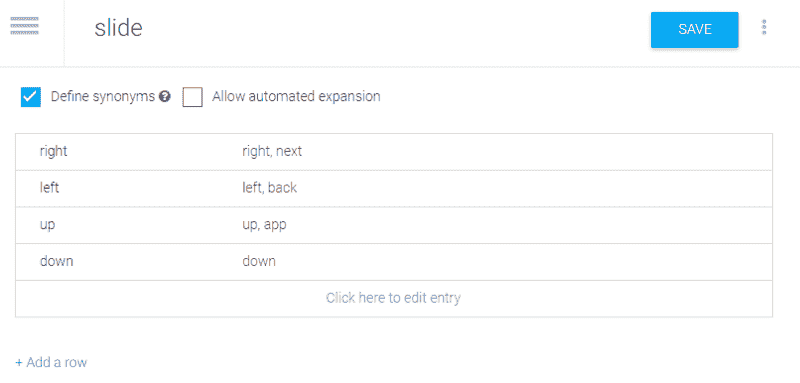 slide
SAVE
Define synonyms
Allow automated expansion
right right, next
left left, back
up up, app
down down
Click here to edit entry
+ Add a row